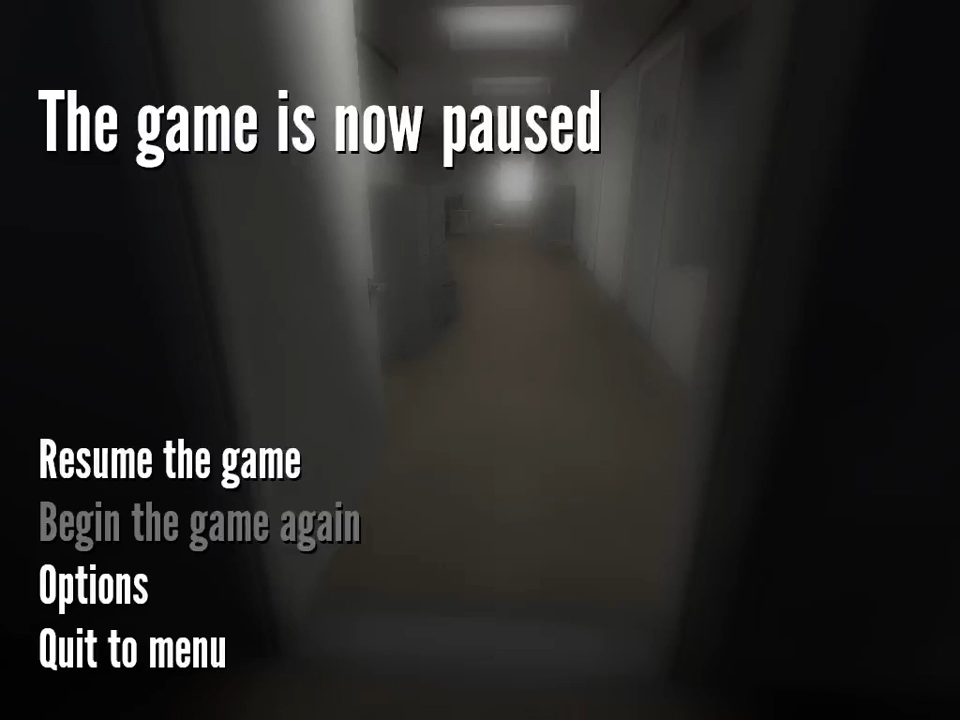 The game is now paused
Resume the game
Begin the game again
Options
Quit to menu